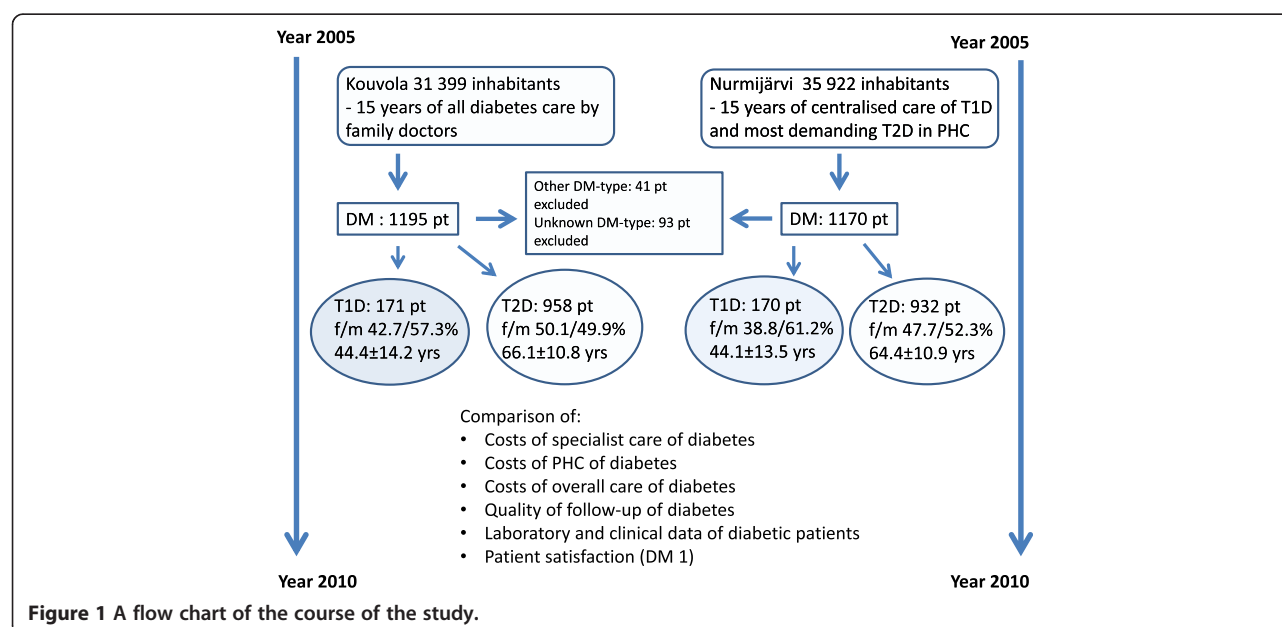 Year 2005
Year 2005
Kouvola 31 399 inhabitants
- 15 years of all diabetes care by
family doctors
Nurmijärvi 35 922 inhabitants
- 15 years of centralised care of T1D
and most demanding T2D in PHC
DM : 1195 pt
Other DM-type: 41 pt
excluded
Unknown DM-type: 93 pt
excluded
DM: 1170 pt
T1D: 171 pt
f/m 42.7/57.3%
44.4±14.2 yrs
T2D: 958 pt
f/m 50.1/49.9%
66.1±10.8 yrs
T1D: 170 pt
f/m 38.8/61.2%
44.1±13.5 yrs
T2D: 932 pt
f/m 47.7/52.3%
64.4±10.9 yrs
Comparison of:
• Costs of specialist care of diabetes
• Costs of PHC of diabetes
• Costs of overall care of diabetes
• Quality of follow-up of diabetes
• Laboratory and clinical data of diabetic patients
• Patient satisfaction (DM 1)
Year 2010
Year 2010
Figure 1 A flow chart of the course of the study.